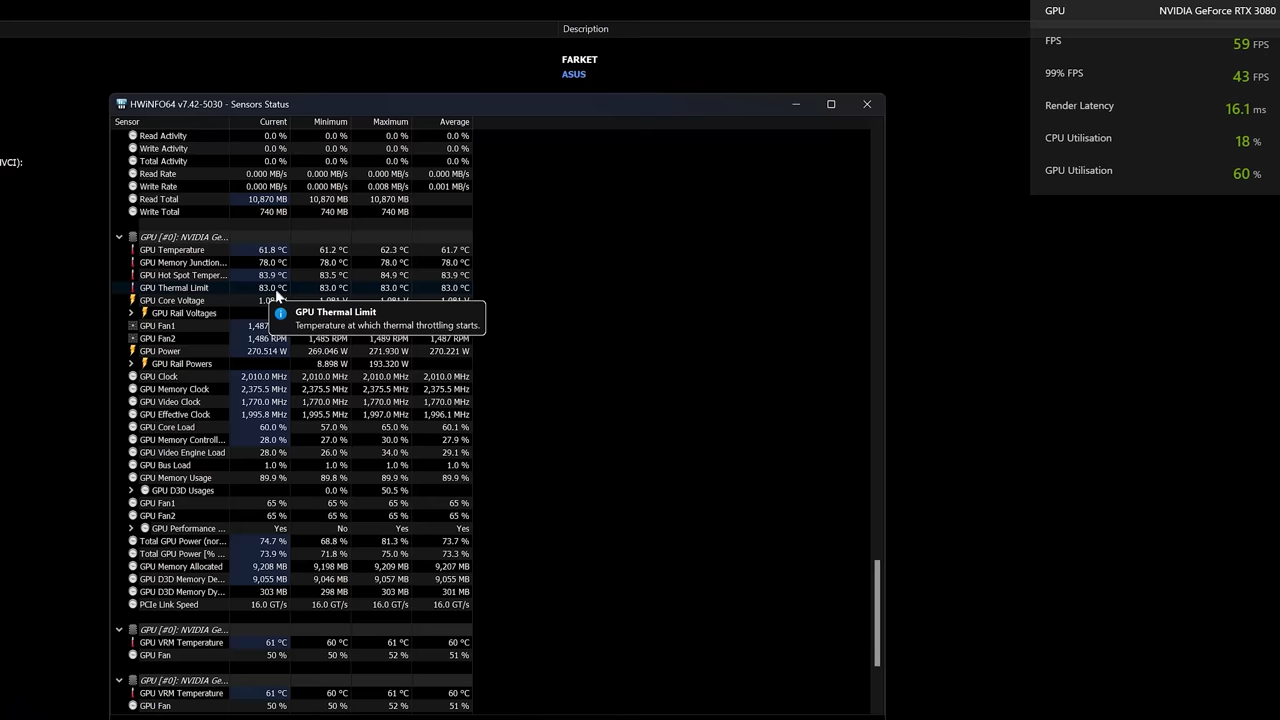 GPU NVIDIA GeForce RTX 3080
Description
FPS 59 FPS
FARKET
ASUS
99% FPS 43 FPS
Render Latency 16.1 ms
CPU Utilisation 18 %
GPU Utilisation 60 %
HWiNFO64 v7.42-5030 - Sensors Status
Sensor Current Minimum Maximum Average
Read Activity 0.0 % 0.0 % 0.0 % 0.0 %
Write Activity 0.0 % 0.0 % 0.0 % 0.0 %
Total Activity 0.0 % 0.0 % 0.0 % 0.0 %
VCI):
Read Rate 0.000 MB/s 0.000 MB/s 0.000 MB/s 0.000 MB/s
Write Rate 0.000 MB/s 0.000 MB/s 0.008 MB/s 0.001 MB/s
Read Total 10,870 MB 10,870 MB 10,870 MB
Write Total 740 MB 740 MB 740 MB
GPU [#0]: NVIDIA Ge...
GPU Temperature 61.8 °C 61.2 °C 62.3 °C 61.7 °C
GPU Memory Junction... 78.0 °C 78.0 °C 78.0 °C 78.0 °C
GPU Hot Spot Temper... 83.9 °C 83.5 °C 84.9 °C 83.9 °C
GPU Thermal Limit 83.0 °C 83.0 °C 83.0 °C 83.0 °C
GPU Core Voltage
GPU Thermal Limit
Temperature at which thermal throttling starts.
GPU Rail Voltages
GPU Fan1
GPU Fan2 1,486 RPM 1,485 RPM 1,489 RPM 1,487 RPM
GPU Power 270.514 W 269.046 W 271.930 W 270.221 W
GPU Rail Powers 8.898 W 193.320 W
GPU Clock 2,010.0 MHz 2,010.0 MHz 2,010.0 MHz 2,010.0 MHz
GPU Memory Clock 2,375.5 MHz 2,375.5 MHz 2,375.5 MHz 2,375.5 MHz
GPU Video Clock 1,770.0 MHz 1,770.0 MHz 1,770.0 MHz 1,770.0 MHz
GPU Effective Clock 1,995.8 MHz 1,995.5 MHz 1,997.0 MHz 1,996.1 MHz
GPU Core Load 60.0 % 57.0 % 65.0 % 60.1 %
GPU Memory Controll... 28.0 % 27.0 % 30.0 % 27.9 %
GPU Video Engine Load 28.0 % 26.0 % 34.0 % 29.1 %
GPU Bus Load 1.0 % 1.0 % 1.0 % 1.0 %
GPU Memory Usage 89.9 % 89.8 % 89.9 % 89.9 %
GPU D3D Usages 0.0 % 50.5 %
GPU Fan1 65 % 65 % 65 % 65 %
GPU Fan2 65 % 65 % 65 % 65 %
GPU Performance ... Yes No Yes Yes
Total GPU Power (nor... 74.7 % 68.8 % 81.3 % 73.7 %
Total GPU Power [% ... 73.9 % 71.8 % 75.0 % 73.3 %
GPU Memory Allocated 9,208 MB 9,198 MB 9,209 MB 9,207 MB
GPU D3D Memory De... 9,055 MB 9,046 MB 9,057 MB 9,055 MB
GPU D3D Memory Dy... 303 MB 298 MB 303 MB 301 MB
PCIe Link Speed 16.0 GT/s 16.0 GT/s 16.0 GT/s 16.0 GT/s
GPU [#0]: NVIDIA Ge...
GPU VRM Temperature 61 °C 60 °C 61 °C 60 °C
GPU Fan 50 % 50 % 52 % 51 %
GPU [#0]: NVIDIA Ge...
GPU VRM Temperature 61 °C 60 °C 61 °C 60 °C
GPU Fan 50 % 50 % 52 % 51 %